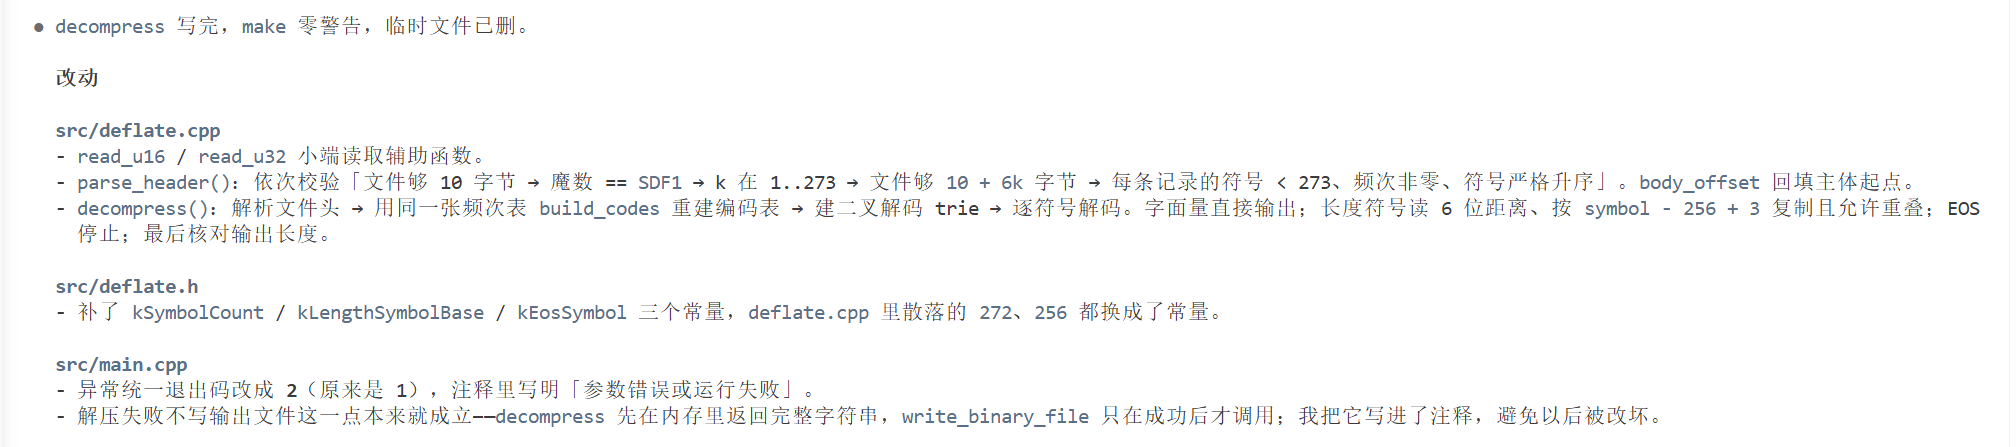 ● decompress 写完，make 零警告，临时文件已删。
改动
src/deflate.cpp
- read_u16 / read_u32 小端读取辅助函数。
- parse_header()：依次校验「文件够 10 字节 → 魔数 == SDF1 → k 在 1..273 → 文件够 10 + 6k 字节 → 每条记录的符号 < 273、频次非零、符号严格升序」。body_offset 回填主体起点。
- decompress()：解析文件头 → 用同一张频次表 build_codes 重建编码表 → 建二叉解码 trie → 逐符号解码。字面量直接输出；长度符号读 6 位距离、按 symbol - 256 + 3 复制且允许重叠；EOS
停止；最后核对输出长度。
src/deflate.h
- 补了 kSymbolCount / kLengthSymbolBase / kEosSymbol 三个常量，deflate.cpp 里散落的 272、256 都换成了常量。
src/main.cpp
- 异常统一退出码改成 2（原来是 1），注释里写明「参数错误或运行失败」。
- 解压失败不写输出文件这一点本来就成立——decompress 先在内存里返回完整字符串，write_binary_file 只在成功后才调用；我把它写进了注释，避免以后被改坏。